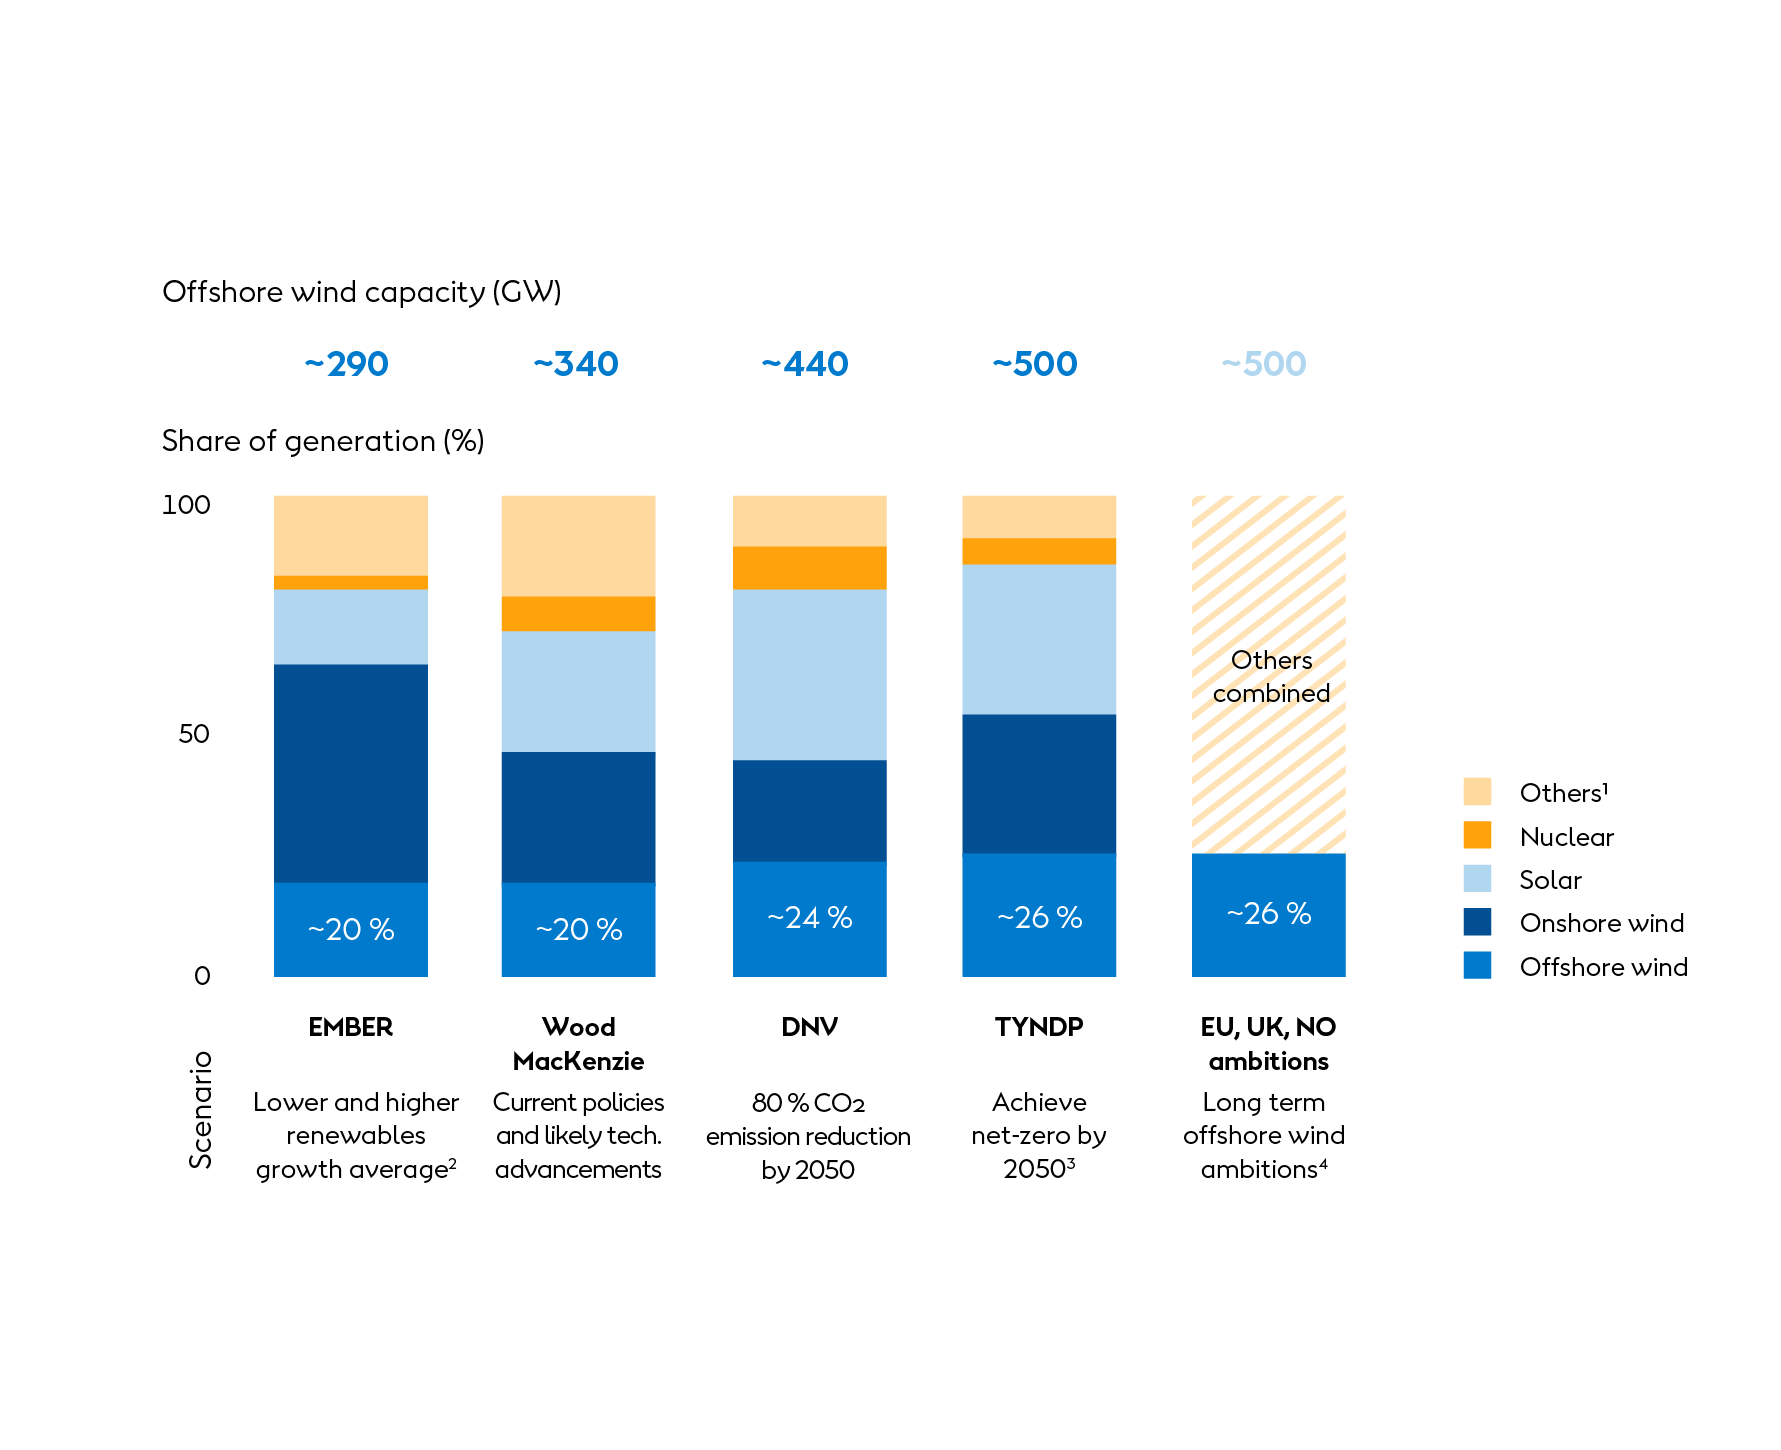 Offshore wind capacity (GW)
~290 ~340 ~440 ~500 ~500
Share of generation (%)
100
50
0
~20 % ~20 % ~24 % ~26 % ~26 %
Others
combined
Others¹
Nuclear
Solar
Onshore wind
Offshore wind
Scenario
EMBER
Lower and higher
renewables
growth average²
Wood
MacKenzie
Current policies
and likely tech.
advancements
DNV
80 % CO2
emission reduction
by 2050
TYNDP
Achieve
net-zero by
2050³
EU, UK, NO
ambitions
Long term
offshore wind
ambitions⁴